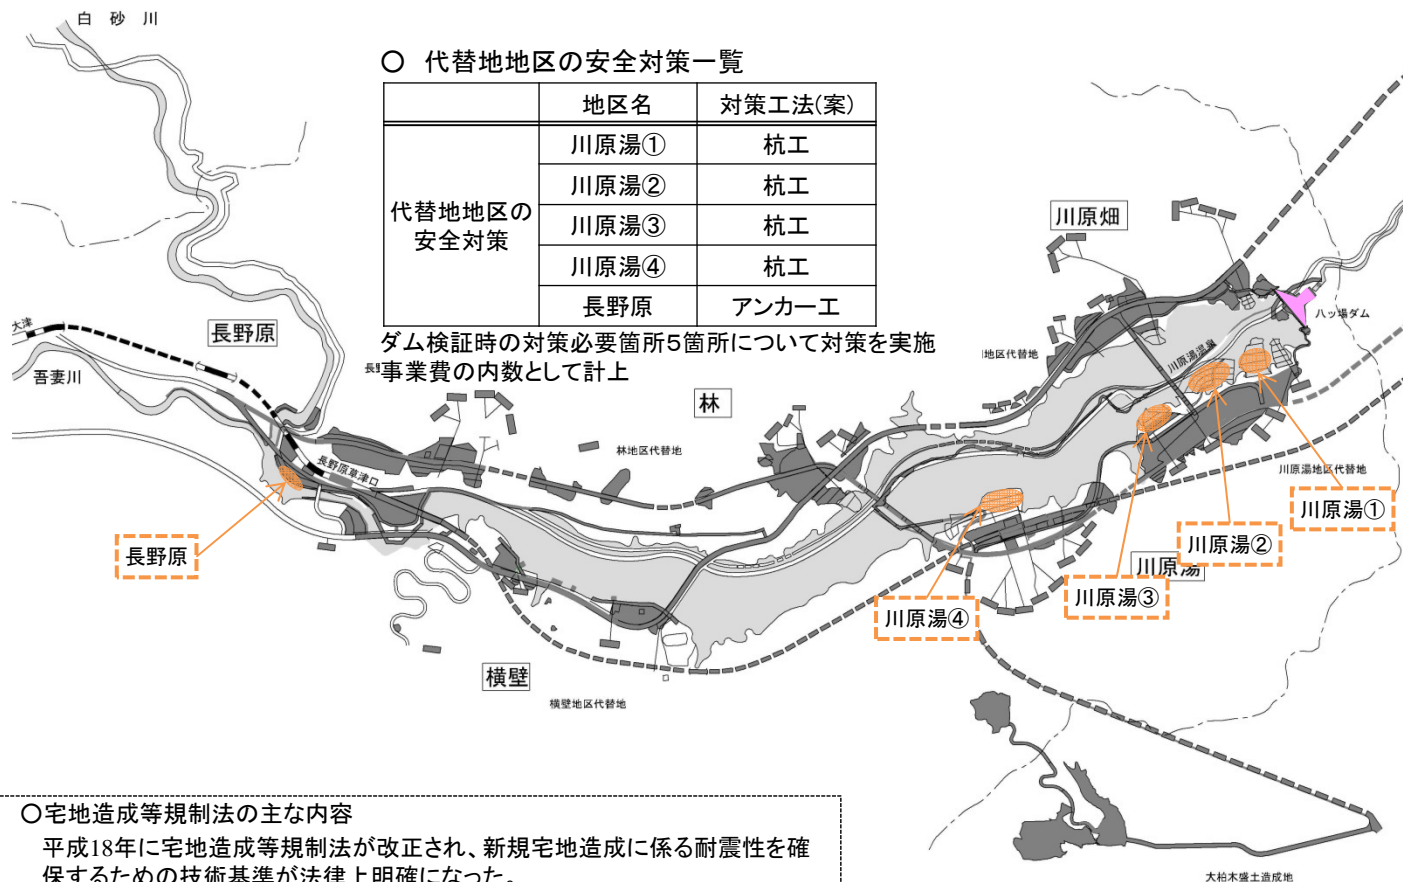 白 砂 川
○ 代替地地区の安全対策一覧
地区名 対策工法(案)
代替地地区の
安全対策
川原湯① 杭工
川原湯② 杭工
川原湯③ 杭工
川原湯④ 杭工
長野原 アンカー工
ダム検証時の対策必要箇所5箇所について対策を実施
事業費の内数として計上
川原畑
八ッ場ダム
地区代替地
川原湯温泉
大津
長野原
吾妻川
長
林
林地区代替地
長野原草津口
川原湯地区代替地
川原湯①
川原湯②
川原湯
川原湯③
川原湯④
長野原
横壁
横壁地区代替地
大柏木盛土造成地
○宅地造成等規制法の主な内容
平成18年に宅地造成等規制法が改正され、新規宅地造成に係る耐震性を確
保するための技術基準が法律上明確になった。